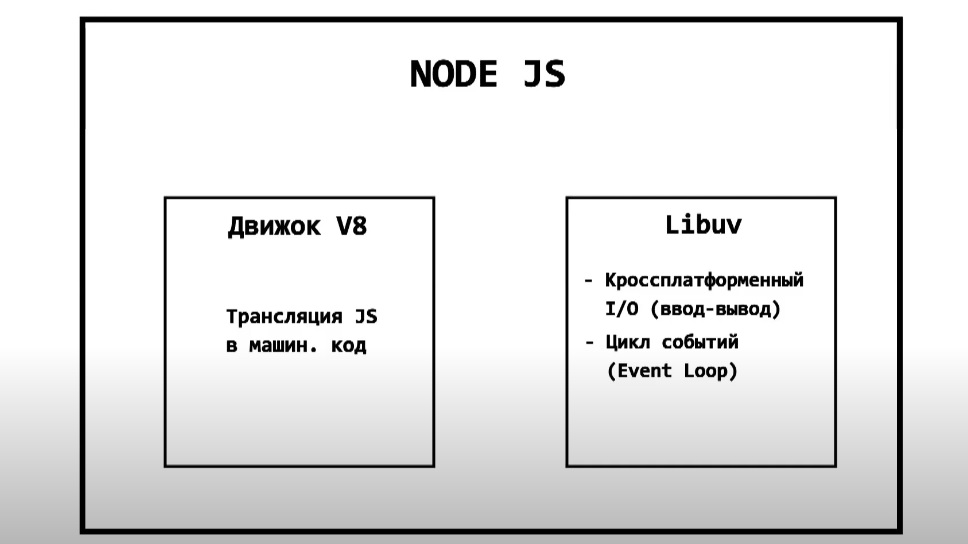 NODE JS
Движок V8
Трансляция JS
в машин. код
Libuv
- Кроссплатформенный
I/O (ввод-вывод)
- Цикл событий
(Event Loop)